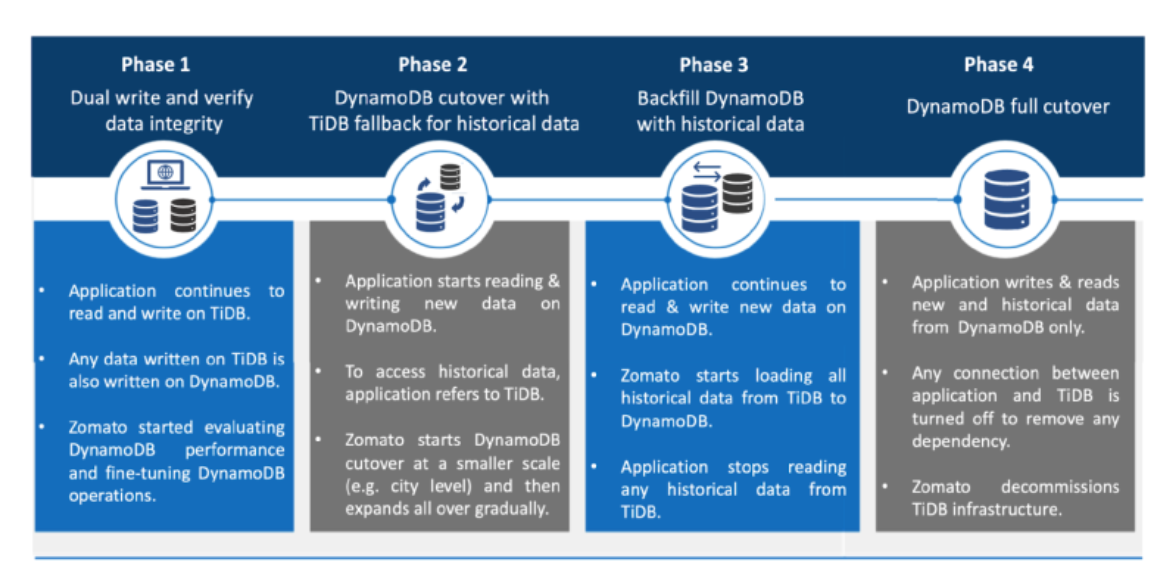 Phase 1
Dual write and verify
data integrity
• Application continues to
read and write on TiDB.
• Any data written on TiDB is
also written on DynamoDB.
• Zomato started evaluating
DynamoDB performance
and fine-tuning DynamoDB
operations.
Phase 2
DynamoDB cutover with
TiDB fallback for historical data
• Application starts reading &
writing new data on
DynamoDB.
• To access historical data,
application refers to TiDB.
• Zomato starts DynamoDB
cutover at a smaller scale
(e.g. city level) and then
expands all over gradually.
Phase 3
Backfill DynamoDB
with historical data
• Application continues to
read & write new data on
DynamoDB.
• Zomato starts loading all
historical data from TiDB to
DynamoDB.
• Application stops reading
any historical data from
TiDB.
Phase 4
DynamoDB full cutover
• Application writes & reads
new and historical data
from DynamoDB only.
• Any connection between
application and TiDB is
turned off to remove any
dependency.
• Zomato decommissions
TiDB infrastructure.